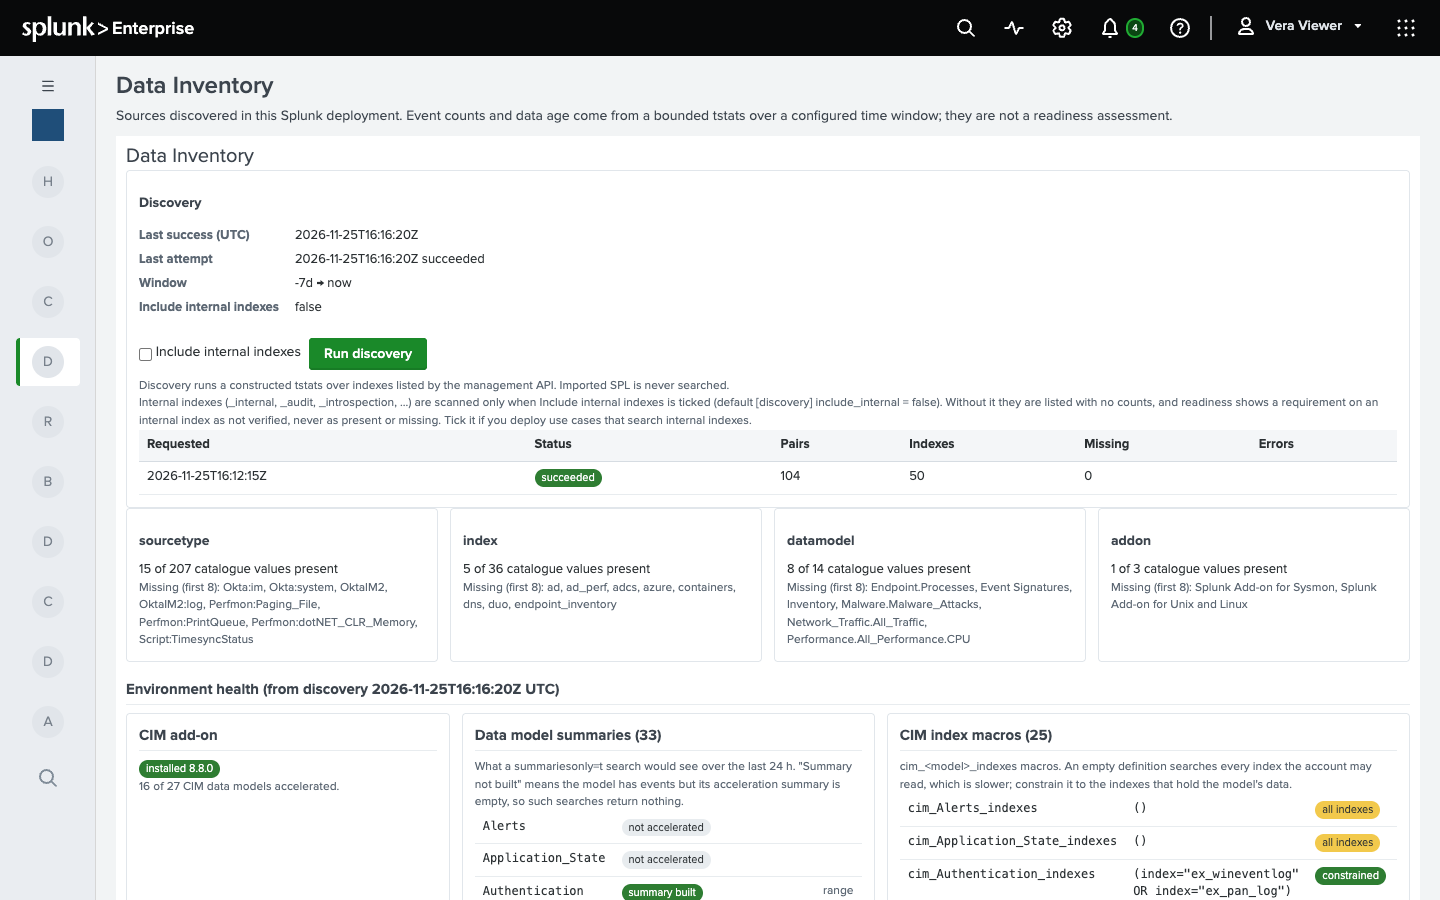 splunk> Enterprise
4
Vera Viewer
Data Inventory
Sources discovered in this Splunk deployment. Event counts and data age come from a bounded tstats over a configured time window; they are not a readiness assessment.
H
O
C
D
R
B
D
C
D
A
Data Inventory
Discovery
Last success (UTC) 2026-11-25T16:16:20Z
Last attempt 2026-11-25T16:16:20Z succeeded
Window -7d → now
Include internal indexes false
Include internal indexes Run discovery
Discovery runs a constructed tstats over indexes listed by the management API. Imported SPL is never searched.
Internal indexes (_internal, _audit, _introspection, ...) are scanned only when Include internal indexes is ticked (default [discovery] include_internal = false). Without it they are listed with no counts, and readiness shows a requirement on an
internal index as not verified, never as present or missing. Tick it if you deploy use cases that search internal indexes.
Requested Status Pairs Indexes Missing Errors
2026-11-25T16:12:15Z succeeded 104 50 0
sourcetype
15 of 207 catalogue values present
Missing (first 8): Okta:im, Okta:system, OktaIM2,
OktaIM2:log, Perfmon:Paging_File,
Perfmon:PrintQueue, Perfmon:dotNET_CLR_Memory,
Script:TimesyncStatus
index
5 of 36 catalogue values present
Missing (first 8): ad, ad_perf, adcs, azure, containers,
dns, duo, endpoint_inventory
datamodel
8 of 14 catalogue values present
Missing (first 8): Endpoint.Processes, Event Signatures,
Inventory, Malware.Malware_Attacks,
Network_Traffic.All_Traffic,
Performance.All_Performance.CPU
addon
1 of 3 catalogue values present
Missing (first 8): Splunk Add-on for Sysmon, Splunk
Add-on for Unix and Linux
Environment health (from discovery 2026-11-25T16:16:20Z UTC)
CIM add-on
installed 8.8.0
16 of 27 CIM data models accelerated.
Data model summaries (33)
What a summariesonly=t search would see over the last 24 h. "Summary
not built" means the model has events but its acceleration summary is
empty, so such searches return nothing.
Alerts not accelerated
Application_State not accelerated
Authentication summary built range
CIM index macros (25)
cim_<model>_indexes macros. An empty definition searches every index the account may
read, which is slower; constrain it to the indexes that hold the model's data.
cim_Alerts_indexes () all indexes
cim_Application_State_indexes () all indexes
cim_Authentication_indexes (index="ex_wineventlog" constrained
OR index="ex_pan_log")